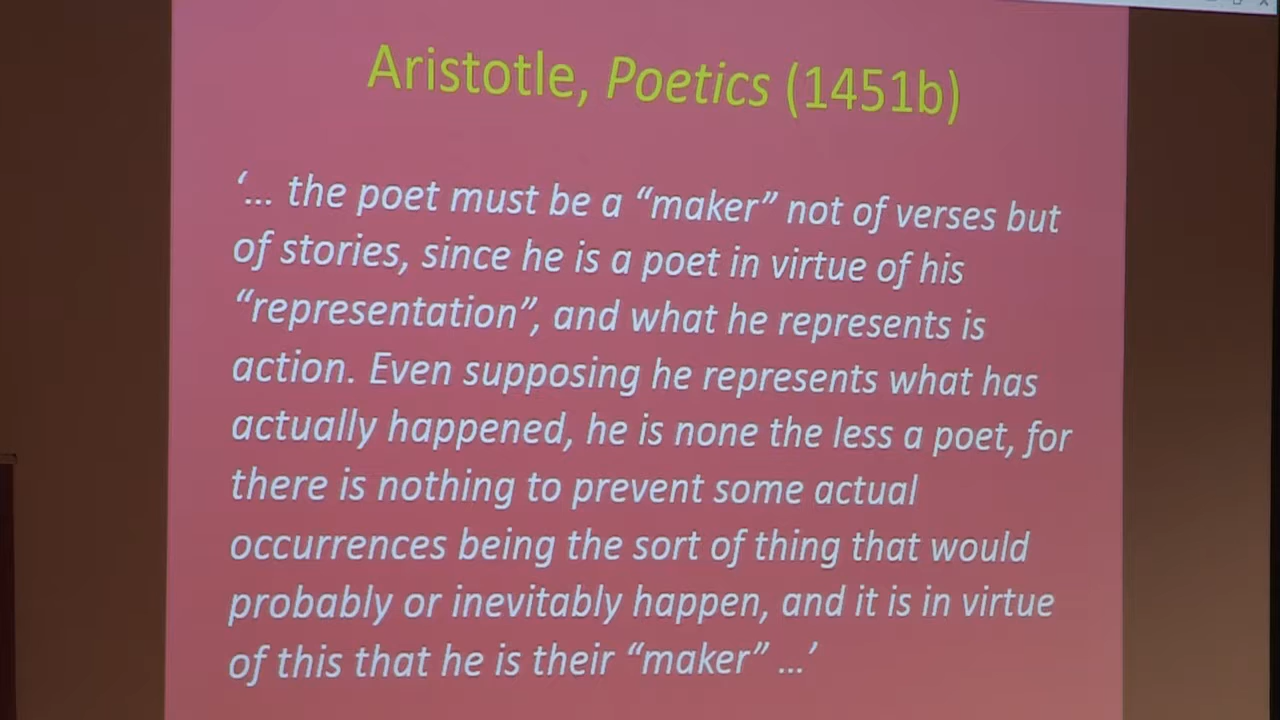 Aristotle, Poetics (1451b)
‘... the poet must be a “maker” not of verses but
of stories, since he is a poet in virtue of his
“representation”, and what he represents is
action. Even supposing he represents what has
actually happened, he is none the less a poet, for
there is nothing to prevent some actual
occurrences being the sort of thing that would
probably or inevitably happen, and it is in virtue
of this that he is their “maker” ...’